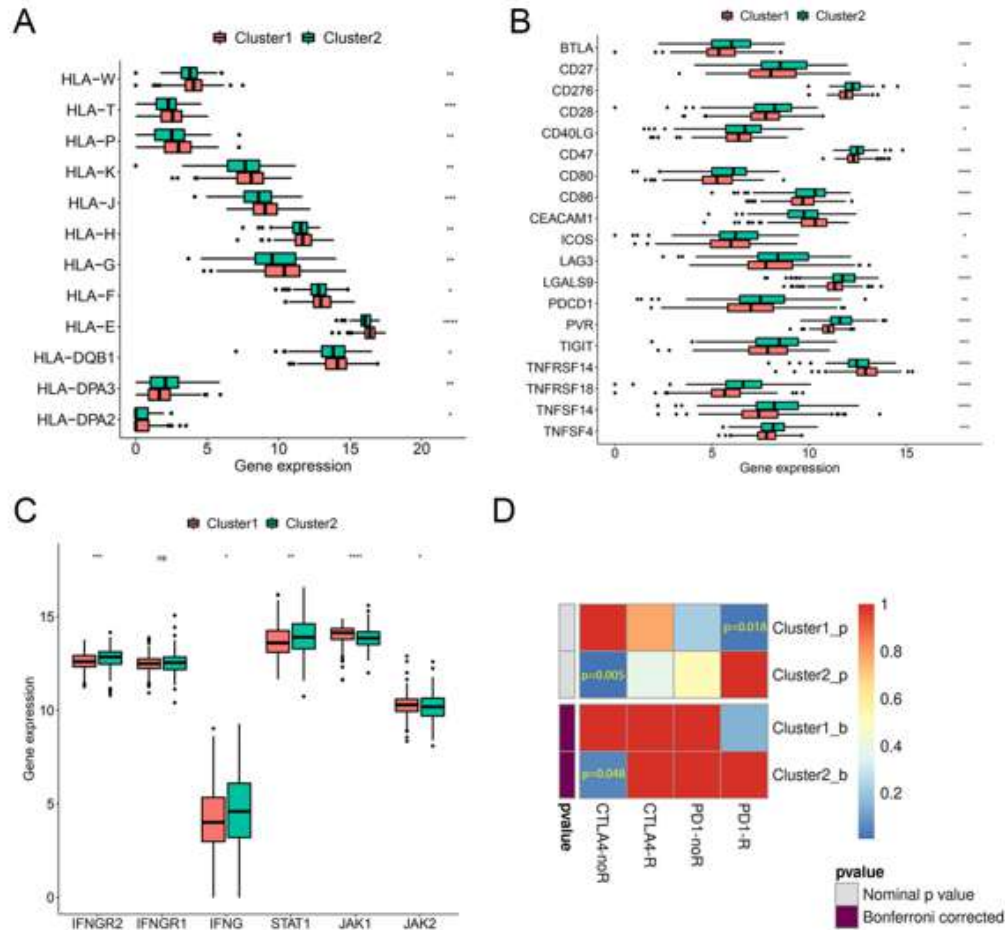 A
Cluster1 Cluster2
HLA-W
HLA-T
HLA-P
HLA-K
HLA-J
HLA-H
HLA-G
HLA-F
HLA-E
HLA-DQB1
HLA-DPA3
HLA-DPA2
0 5 10 15 20
Gene expression
B
Cluster1 Cluster2
BTLA
CD27
CD276
CD28
CD40LG
CD47
CD80
CD86
CEACAM1
ICOS
LAG3
LGALS9
PDCD1
PVR
TIGIT
TNFRSF14
TNFRSF18
TNFSF14
TNFSF4
0 5 10 15
Gene expression
C
Cluster1 Cluster2
*** ns * ** **** *
Gene expression
15
10
5
0
IFNGR2 IFNGR1 IFNG STAT1 JAK1 JAK2
D
p=0.018 Cluster1_p
p=0.005 Cluster2_p
Cluster1_b
p=0.048 Cluster2_b
pvalue CTLA4-noR CTLA4-R PD1-noR PD1-R
1
0.8
0.6
0.4
0.2
pvalue
Nominal p value
Bonferroni corrected